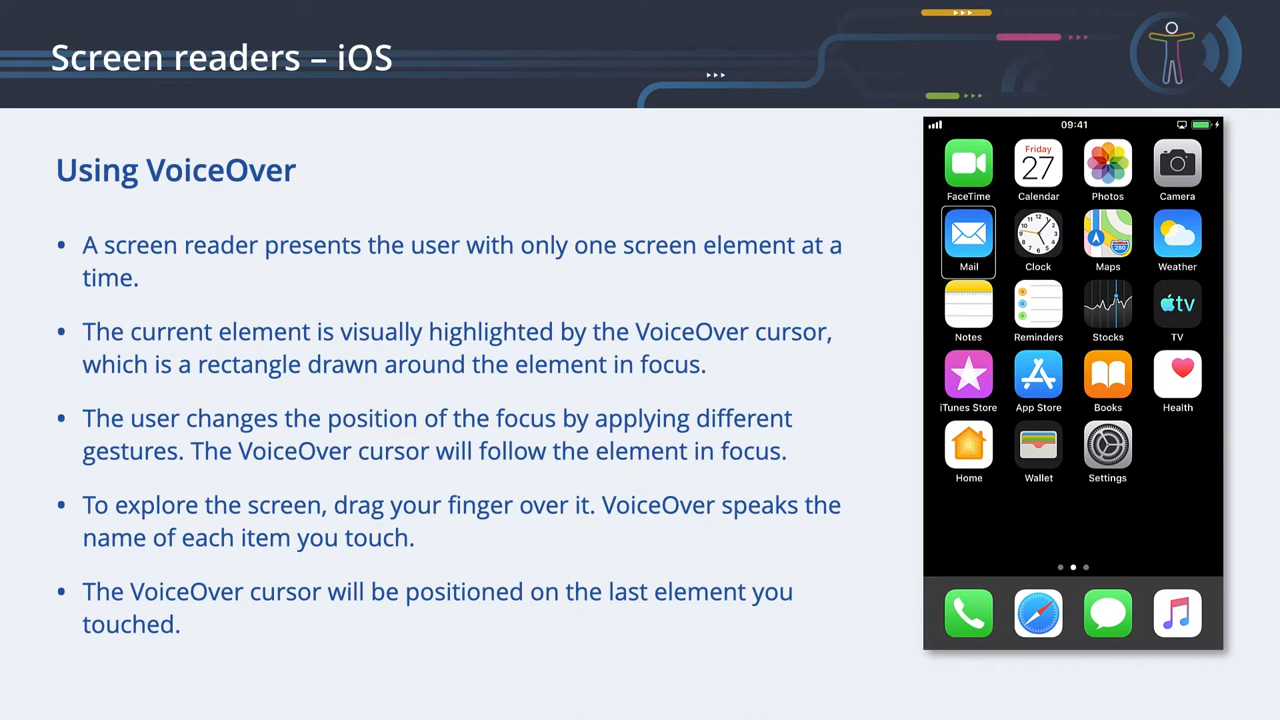 Screen readers – iOS
Using VoiceOver
• A screen reader presents the user with only one screen element at a
time.
• The current element is visually highlighted by the VoiceOver cursor,
which is a rectangle drawn around the element in focus.
• The user changes the position of the focus by applying different
gestures. The VoiceOver cursor will follow the element in focus.
• To explore the screen, drag your finger over it. VoiceOver speaks the
name of each item you touch.
• The VoiceOver cursor will be positioned on the last element you
touched.
09:41
Friday
27
FaceTime Calendar Photos Camera
12
280
Mail Clock Maps Weather
tv
Notes Reminders Stocks TV
iTunes Store App Store Books Health
Home Wallet Settings